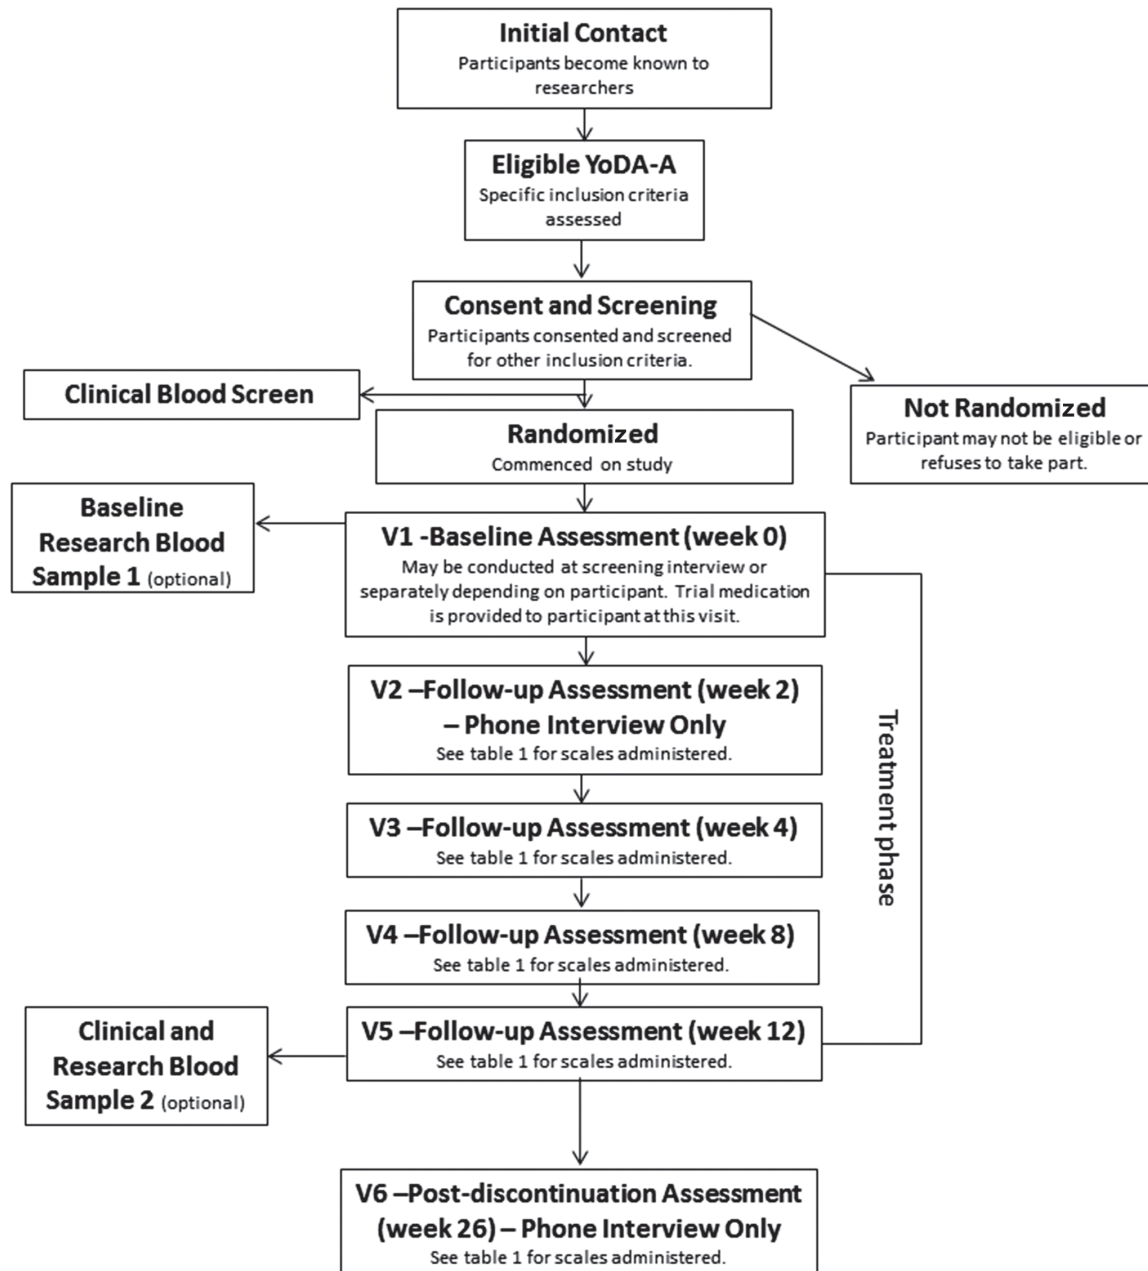 Initial Contact
Participants become known to
researchers
Eligible YoDA-A
Specific inclusion criteria
assessed
Consent and Screening
Participants consented and screened
for other inclusion criteria.
Clinical Blood Screen
Not Randomized
Participant may not be eligible or
refuses to take part.
Randomized
Commenced on study
Baseline
Research Blood
Sample 1 (optional)
V1 -Baseline Assessment (week 0)
May be conducted at screening interview or
separately depending on participant. Trial medication
is provided to participant at this visit.
V2 –Follow-up Assessment (week 2)
– Phone Interview Only
See table 1 for scales administered.
Treatment phase
V3 –Follow-up Assessment (week 4)
See table 1 for scales administered.
V4 –Follow-up Assessment (week 8)
See table 1 for scales administered.
V5 –Follow-up Assessment (week 12)
See table 1 for scales administered.
Clinical and
Research Blood
Sample 2 (optional)
V6 –Post-discontinuation Assessment
(week 26) – Phone Interview Only
See table 1 for scales administered.